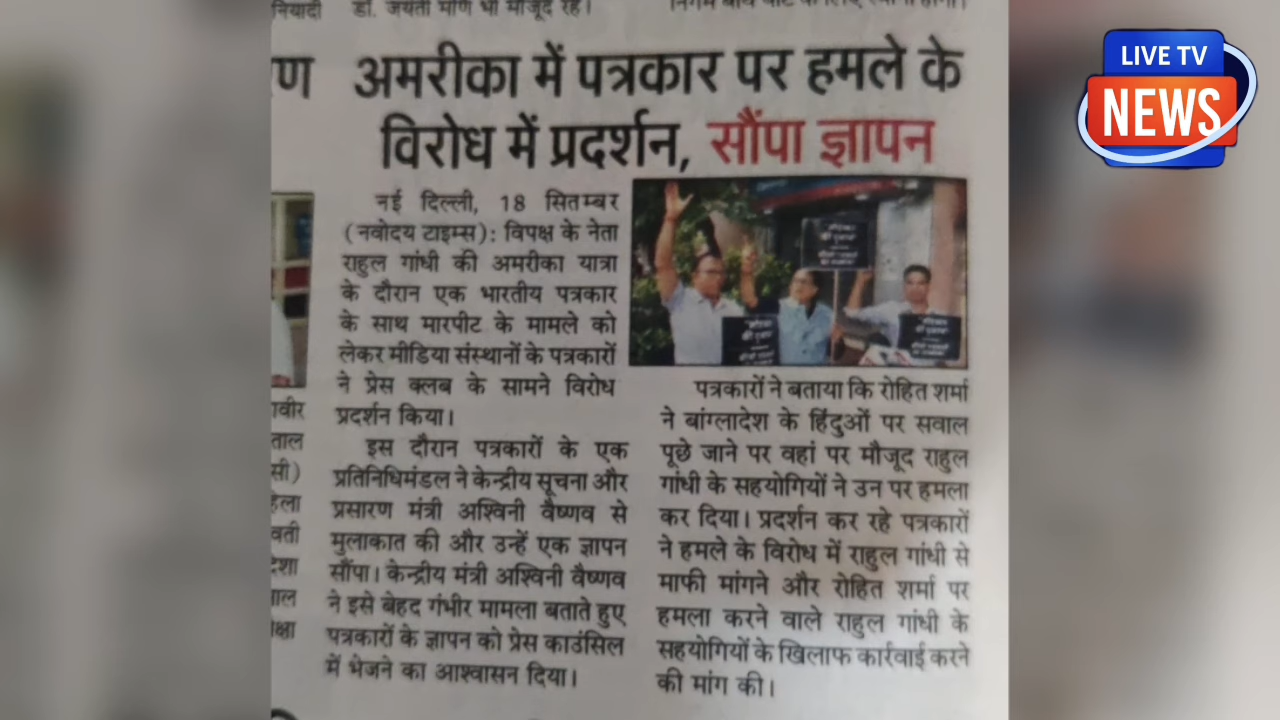 नियादी
डॉ. जयंती मणि भी मौजूद रहे।
LIVE TV
NEWS
रण
अमरीका में पत्रकार पर हमले के
विरोध में प्रदर्शन, सौंपा ज्ञापन
नई दिल्ली, 18 सितम्बर
(नवोदय टाइम्स): विपक्ष के नेता
राहुल गांधी की अमरीका यात्रा
के दौरान एक भारतीय पत्रकार
के साथ मारपीट के मामले को
लेकर मीडिया संस्थानों के पत्रकारों
ने प्रेस क्लब के सामने विरोध
प्रदर्शन किया।
इस दौरान पत्रकारों के एक
प्रतिनिधिमंडल ने केन्द्रीय सूचना और
प्रसारण मंत्री अश्विनी वैष्णव से
मुलाकात की और उन्हें एक ज्ञापन
सौंपा। केन्द्रीय मंत्री अश्विनी वैष्णव
ने इसे बेहद गंभीर मामला बताते हुए
पत्रकारों के ज्ञापन को प्रेस काउंसिल
में भेजने का आश्वासन दिया।
पत्रकारों ने बताया कि रोहित शर्मा
ने बांग्लादेश के हिंदुओं पर सवाल
पूछे जाने पर वहां पर मौजूद राहुल
गांधी के सहयोगियों ने उन पर हमला
कर दिया। प्रदर्शन कर रहे पत्रकारों
ने हमले के विरोध में राहुल गांधी से
माफी मांगने और रोहित शर्मा पर
हमला करने वाले राहुल गांधी के
सहयोगियों के खिलाफ कार्रवाई करने
की मांग की।